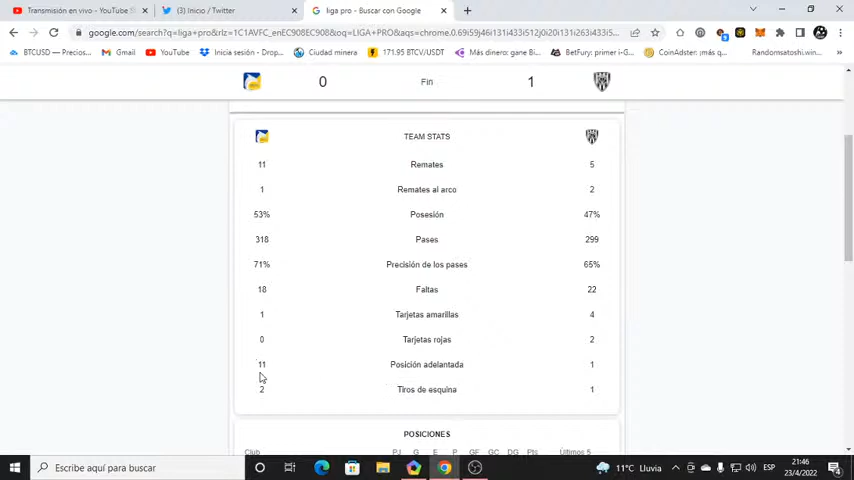 Transmisión en vivo - YouTube St
(3) Inicio / Twitter
liga pro - Buscar con Google
google.com/search?q=liga+pro&rlz=1C1AVFC_enEC908EC908&oq=LIGA+PRO&aqs=chrome.0.69i59j46i131i433i512j0i20i131i263i433i5...
BTCUSD — Precios...
Gmail
YouTube
Inicia sesión - Drop...
Ciudad minera
171.95 BTCV/USDT
Más dinero: gane Bi...
BetFury: primer i-G...
CoinAdster: ¡más q...
Randomsatoshi.win...
0 Fin 1
TEAM STATS
11 Remates 5
1 Remates al arco 2
53% Posesión 47%
318 Pases 299
71% Precisión de los pases 65%
18 Faltas 22
1 Tarjetas amarillas 4
0 Tarjetas rojas 2
11 Posición adelantada 1
2 Tiros de esquina 1
POSICIONES
Club PJ G E P GF GC DG Pts Últimos 5
Escribe aquí para buscar
11°C Lluvia
ESP
21:46
23/4/2022
4